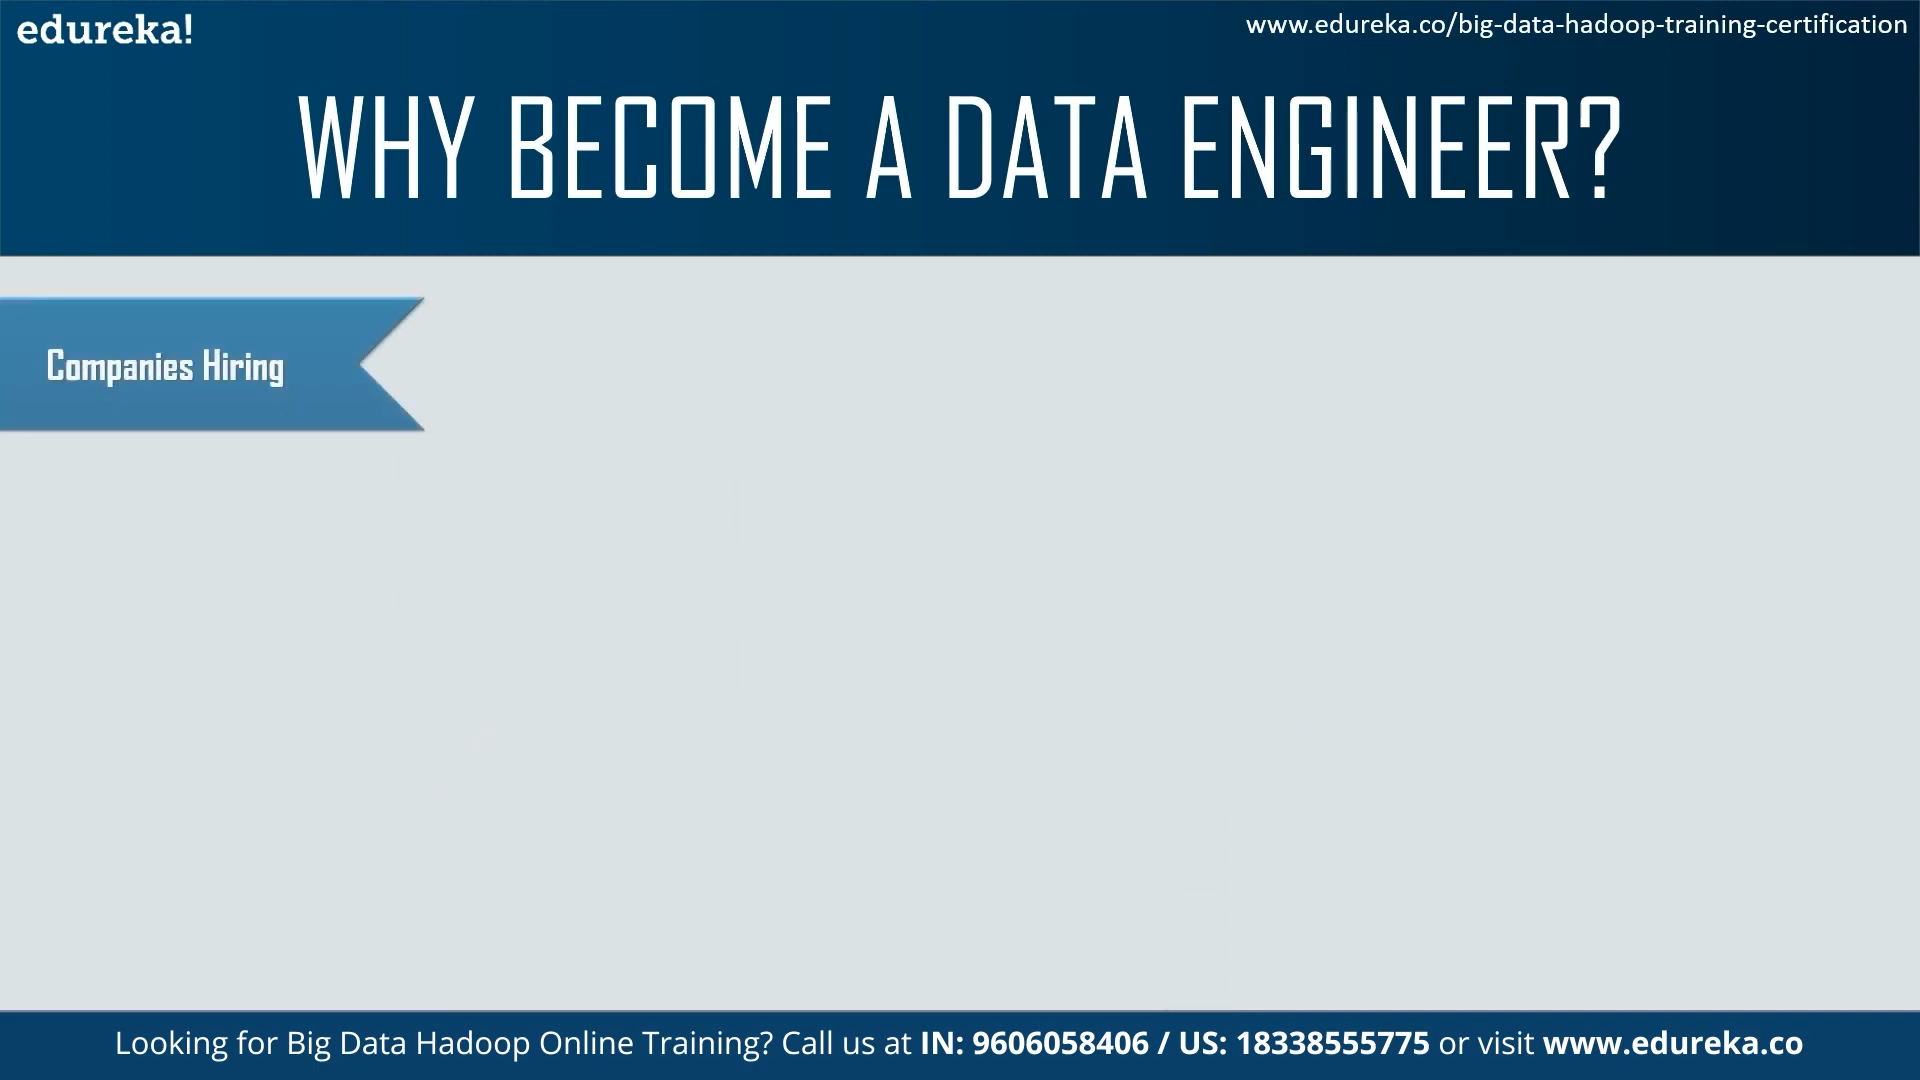 edureka!
www.edureka.co/big-data-hadoop-training-certification
WHY BECOME A DATA ENGINEER?
Companies Hiring
Looking for Big Data Hadoop Online Training? Call us at IN: 9606058406 / US: 18338555775 or visit www.edureka.co